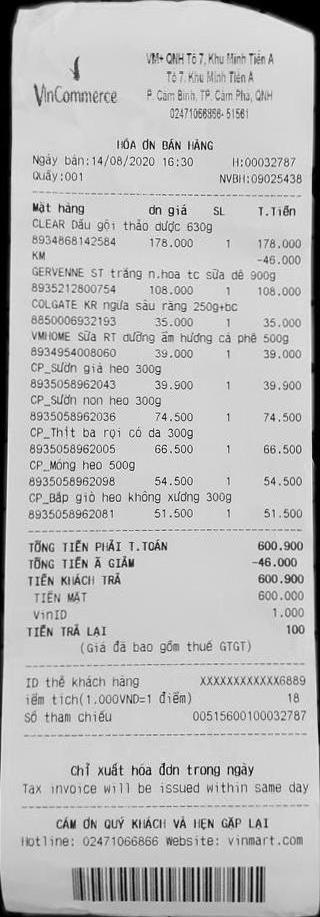 VinCommerce
VM+ QNH Tổ 7, Khu Minh Tiến A
Tổ 7, Khu Minh Tiến A
P. Cẩm Bình, TP. Cẩm Phả, QNH
02471066866-51561
HÓA ĐƠN BÁN HÀNG
Ngày bán:14/08/2020 16:30 H:00032787
Quầy:001 NVBH:09025438
Mặt hàng đn giá SL T.Tiền
CLEAR Dầu gội thảo dược 630g
8934868142584 178.000 1 178.000
KM -46.000
GERVENNE ST trắng n.hoa tc sữa dê 900g
8935212800754 108.000 1 108.000
COLGATE KR ngừa sâu răng 250g+bc
8850006932193 35.000 1 35.000
VMHOME Sữa RT dưỡng ẩm hương cà phê 500g
8934954008060 39.000 1 39.000
CP_Sườn già heo 300g
8935058962043 39.900 1 39.900
CP_Sườn non heo 300g
8935058962036 74.500 1 74.500
CP_Thịt ba rọi có da 300g
8935058962005 66.500 1 66.500
CP_Móng heo 500g
8935058962098 54.500 1 54.500
CP_Bắp giò heo không xương 300g
8935058962081 51.500 1 51.500
TỔNG TIỀN PHẢI T.TOÁN 600.900
TỔNG TIỀN Ã GIẢM -46.000
TIỀN KHÁCH TRẢ 600.900
TIỀN MẶT 600.000
VinID 1.000
TIỀN TRẢ LẠI 100
(Giá đã bao gồm thuế GTGT)
ID thẻ khách hàng XXXXXXXXXXXX6889
iểm tích(1.000VND=1 điểm) 18
Số tham chiếu 00515600100032787
Chỉ xuất hóa đơn trong ngày
Tax invoice will be issued within same day
CÁM ƠN QUÝ KHÁCH VÀ HẸN GẶP LẠI
Hotline: 02471066866 Website: vinmart.com